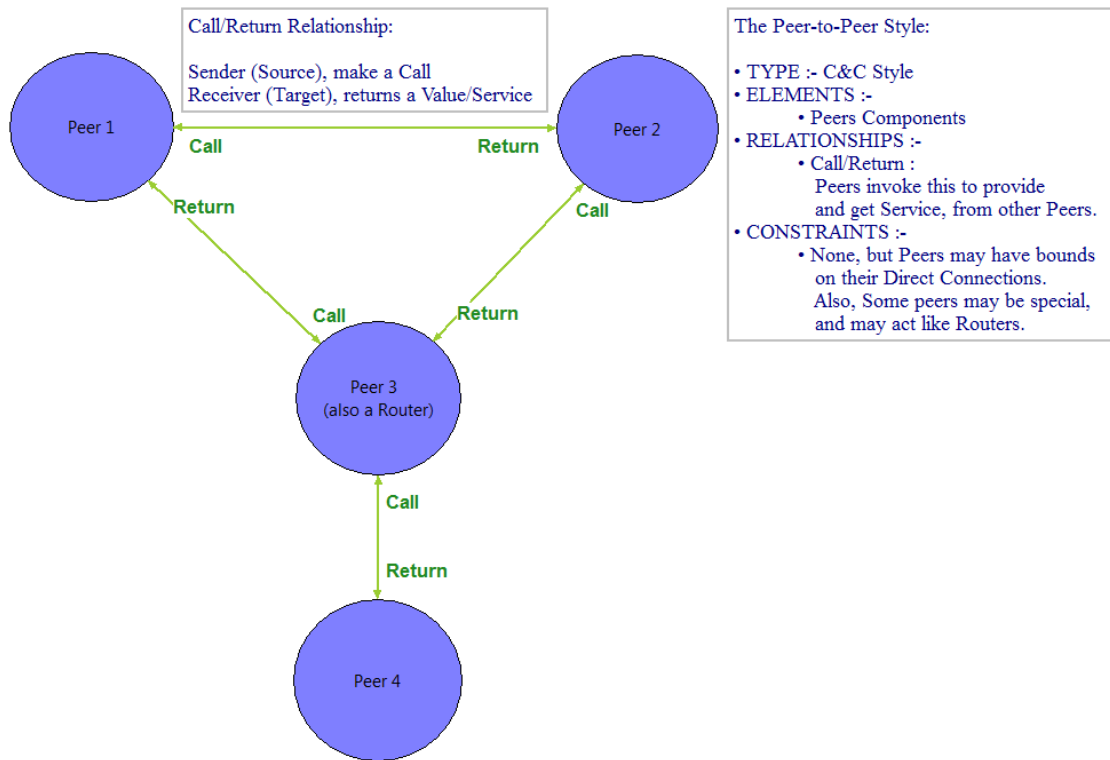 Call/Return Relationship:
Sender (Source), make a Call
Receiver (Target), returns a Value/Service
The Peer-to-Peer Style:
• TYPE :- C&C Style
• ELEMENTS :-
• Peers Components
• RELATIONSHIPS :-
• Call/Return :
Peers invoke this to provide
and get Service, from other Peers.
• CONSTRAINTS :-
• None, but Peers may have bounds
on their Direct Connections.
Also, Some peers may be special,
and may act like Routers.
Peer 1
Peer 2
Call
Return
Return
Call
Call
Return
Peer 3
(also a Router)
Call
Return
Peer 4